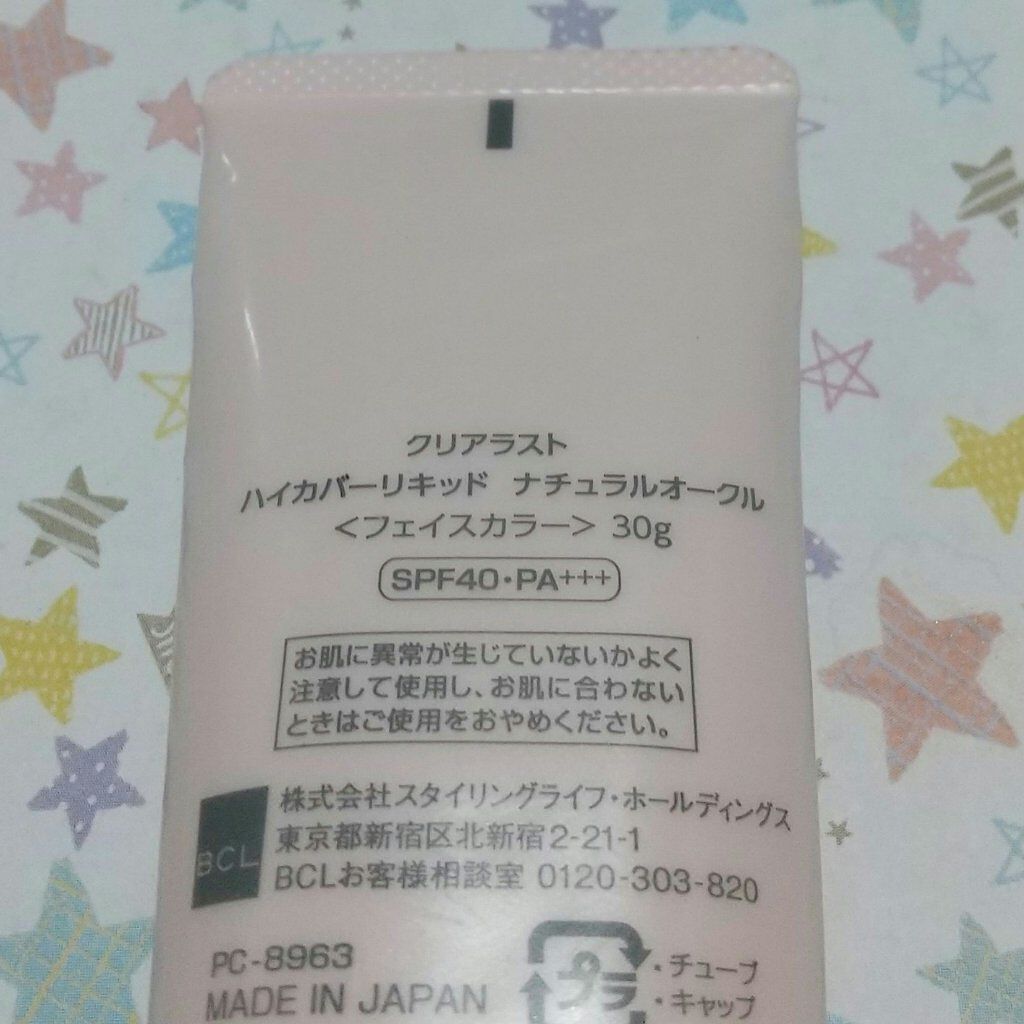 クリアラスト
ハイカバーリキッド ナチュラルオークル
<フェイスカラー> 30g
SPF40・PA+++
お肌に異常が生じていないかよく
注意して使用し、お肌に合わない
ときはご使用をおやめください。
BCL
株式会社スタイリングライフ・ホールディングス
東京都新宿区北新宿2-21-1
BCLお客様相談室 0120-303-820
PC-8963
MADE IN JAPAN
プラ
・チューブ
・キャップ